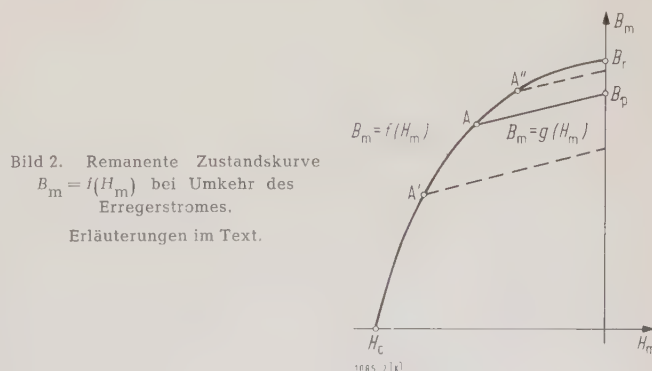 Bild 2. Remanente Zustandskurve
B_m = f(H_m) bei Umkehr des
Erregerstromes.
Erläuterungen im Text.
B_m
B_r
A''
B_p
A
B_m = f(H_m)
B_m = g(H_m)
A'
H_c
H_m